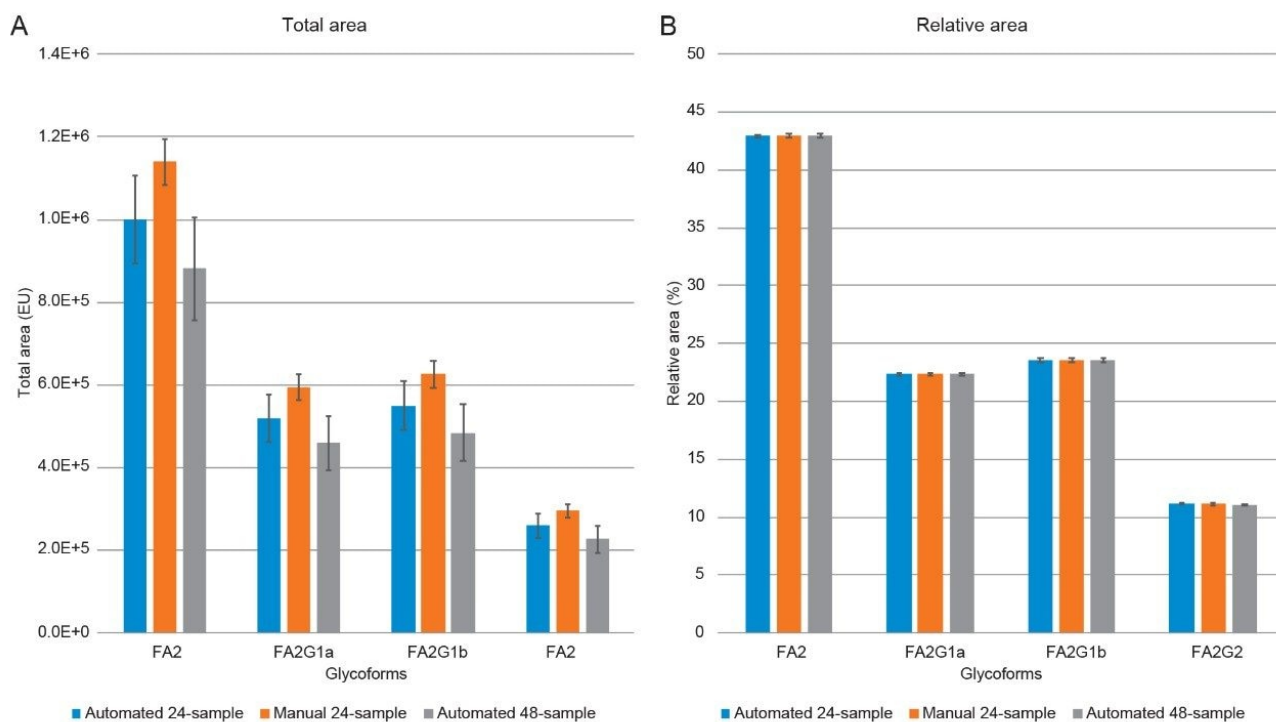 A
Total area
1.4E+6
1.2E+6
1.0E+6
8.0E+5
6.0E+5
4.0E+5
2.0E+5
0.0E+0
Total area (EU)
FA2 FA2G1a FA2G1b FA2
Glycoforms
Automated 24-sample Manual 24-sample Automated 48-sample
B
Relative area
50
45
40
35
30
25
20
15
10
5
0
Relative area (%)
FA2 FA2G1a FA2G1b FA2G2
Glycoforms
Automated 24-sample Manual 24-sample Automated 48-sample